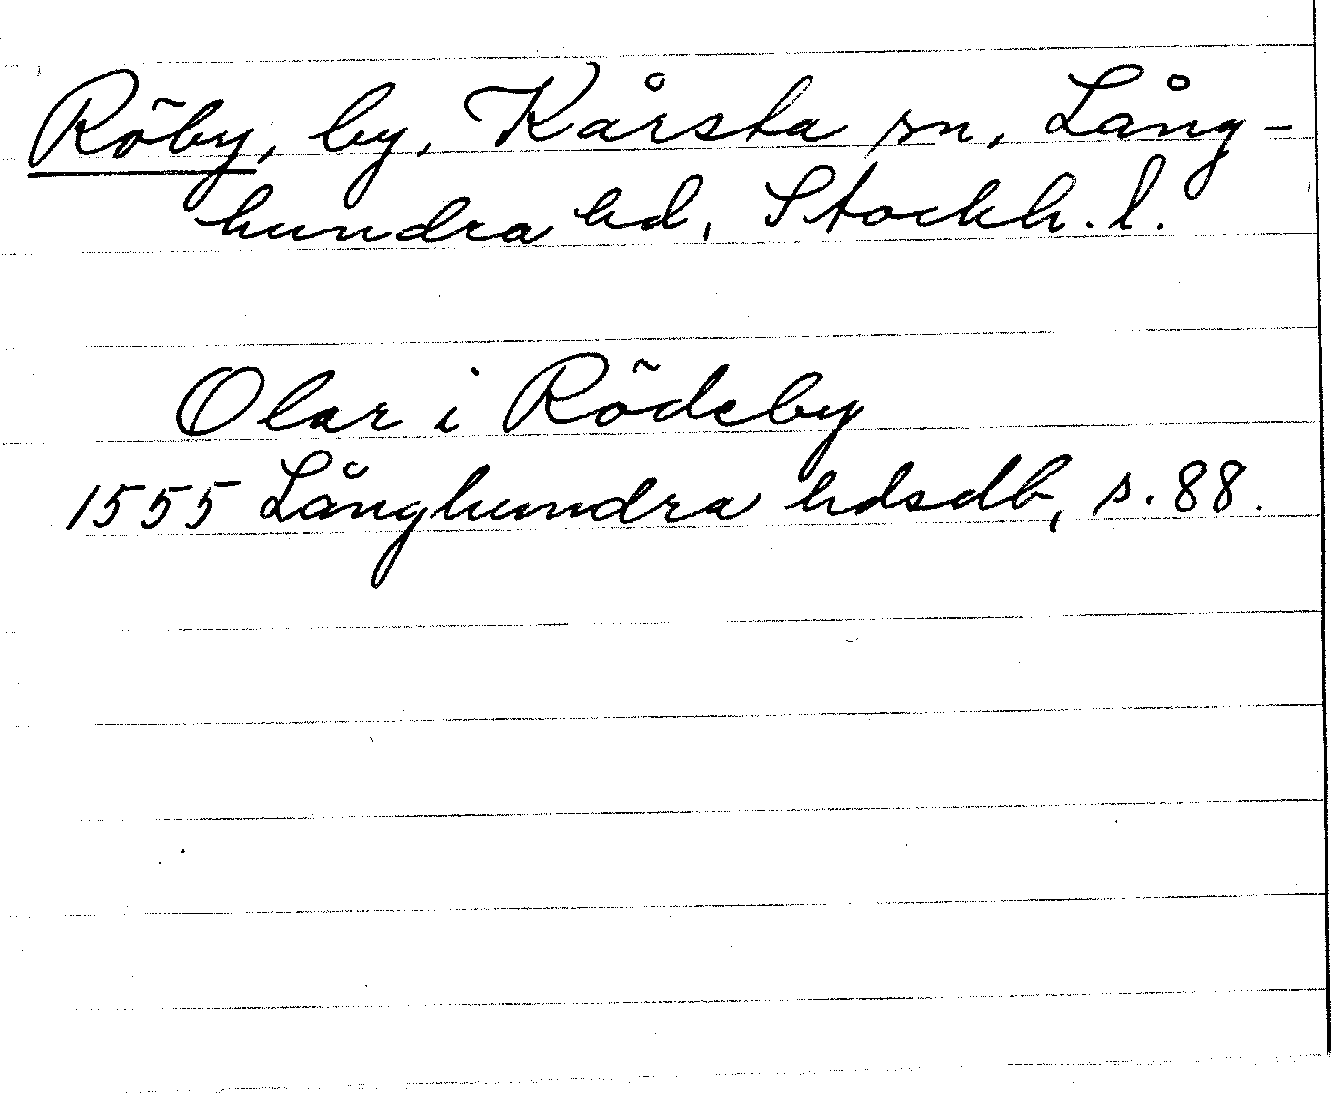 Röby, by, Kårsta sn, Lång-
hundra hd, Stockh. l.
Olar i Rödeby
1555 Långhundra hdsdb, s. 88.